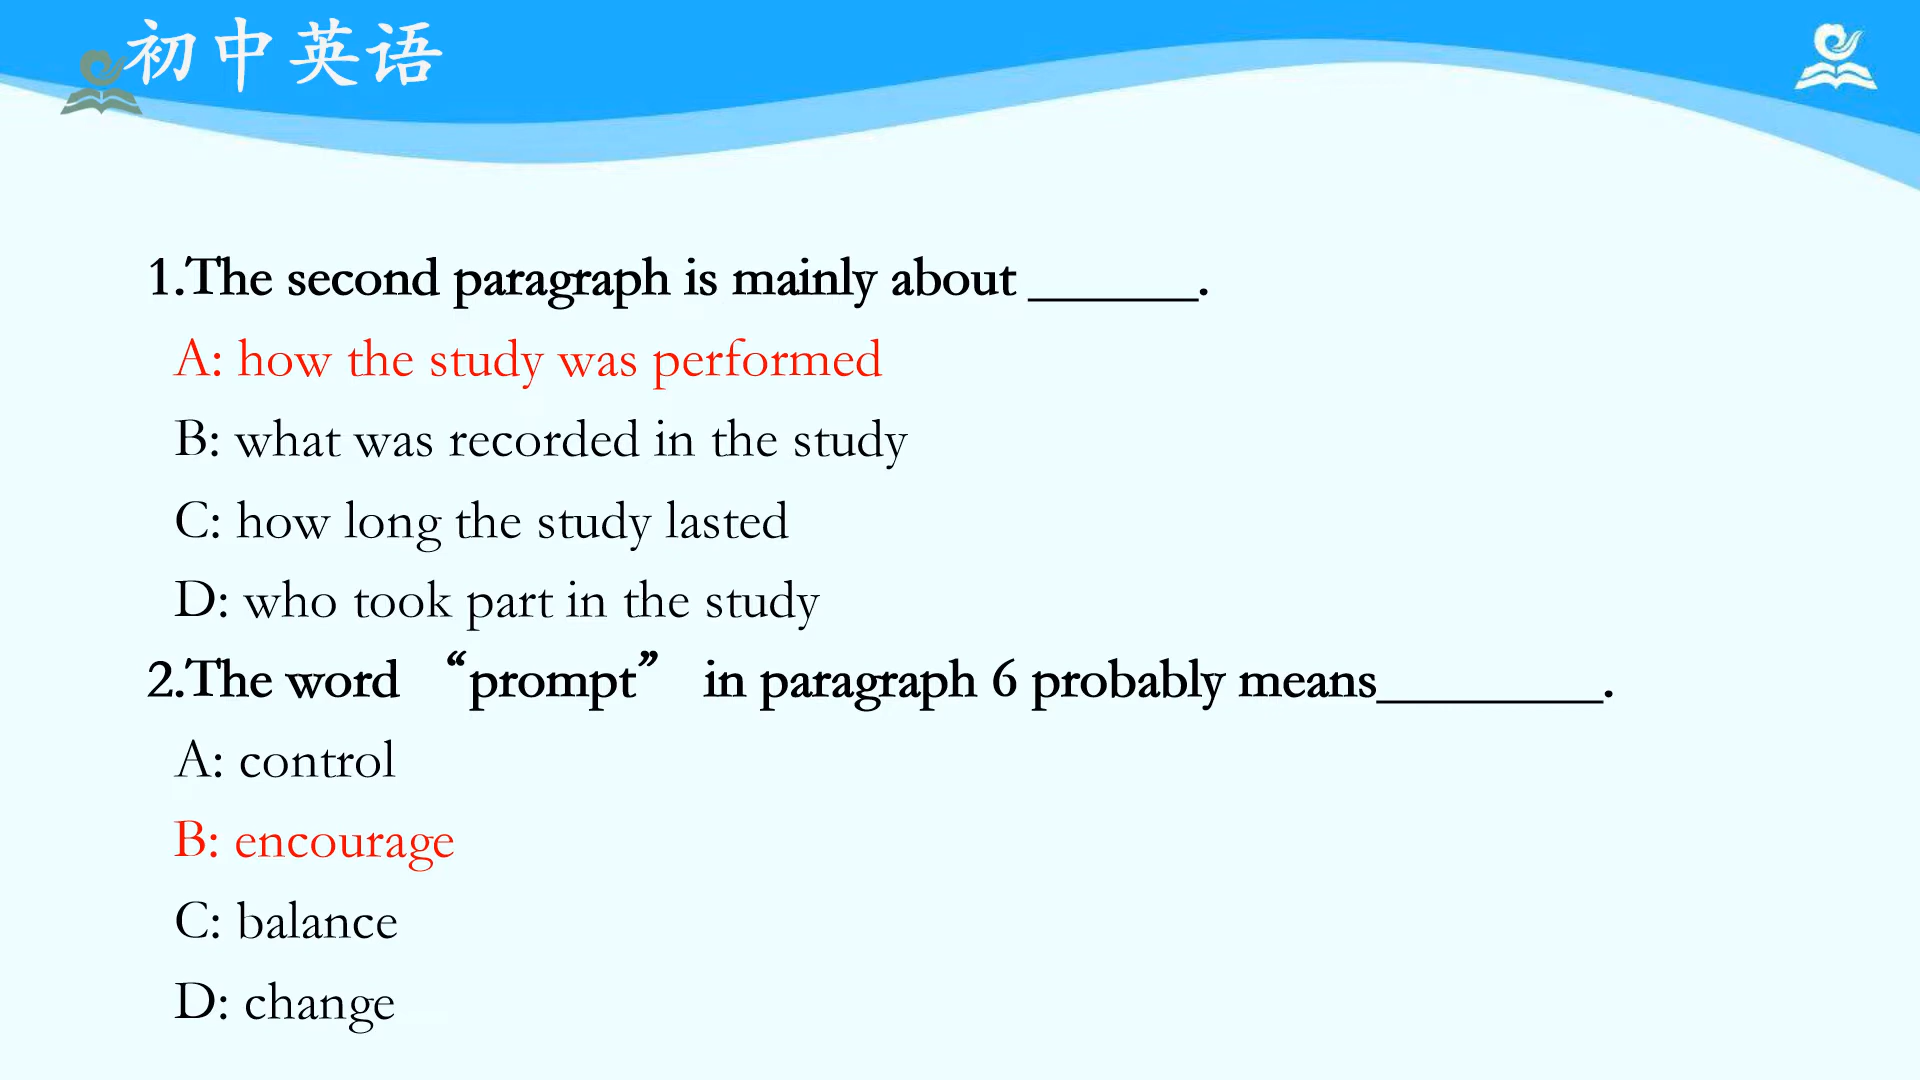 初中英语
1.The second paragraph is mainly about ______.
A: how the study was performed
B: what was recorded in the study
C: how long the study lasted
D: who took part in the study
2.The word “prompt” in paragraph 6 probably means________.
A: control
B: encourage
C: balance
D: change